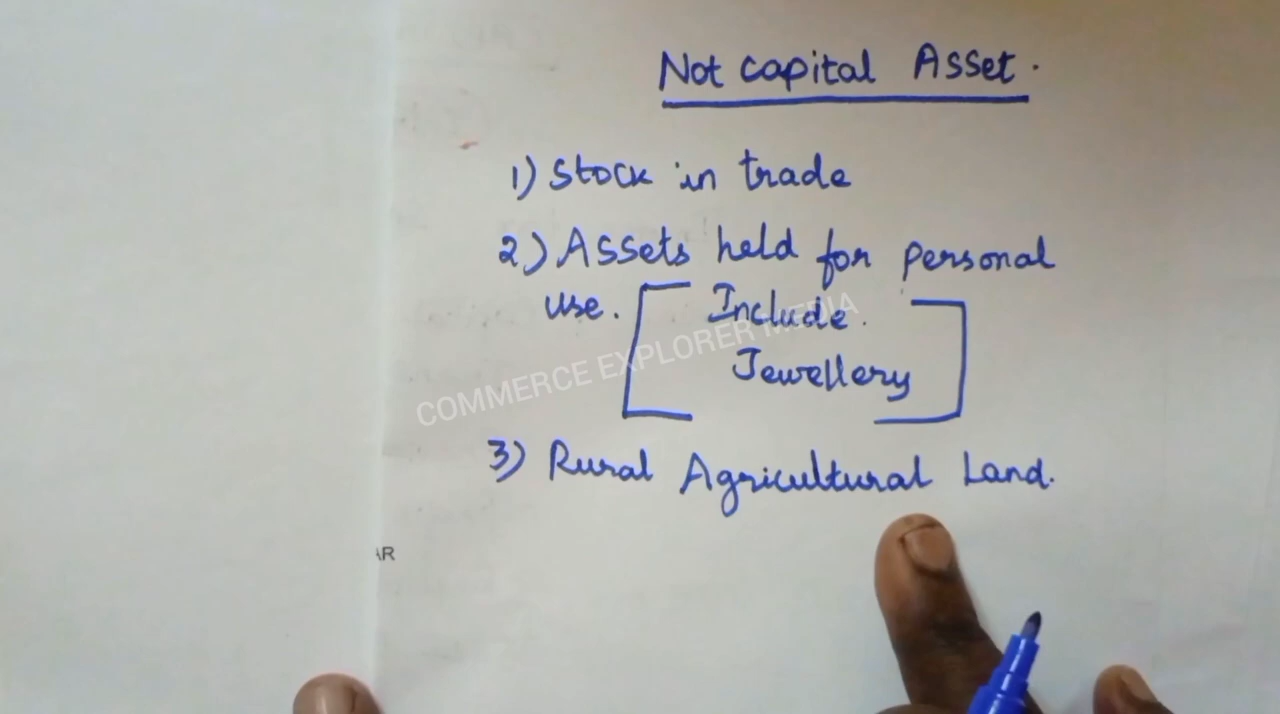 Not Capital Asset.
1) Stock in trade
2) Assets held for personal
use. [ Include. ]
Jewellery
COMMERCE EXPLORER MEDIA
3) Rural Agricultural Land.
AR